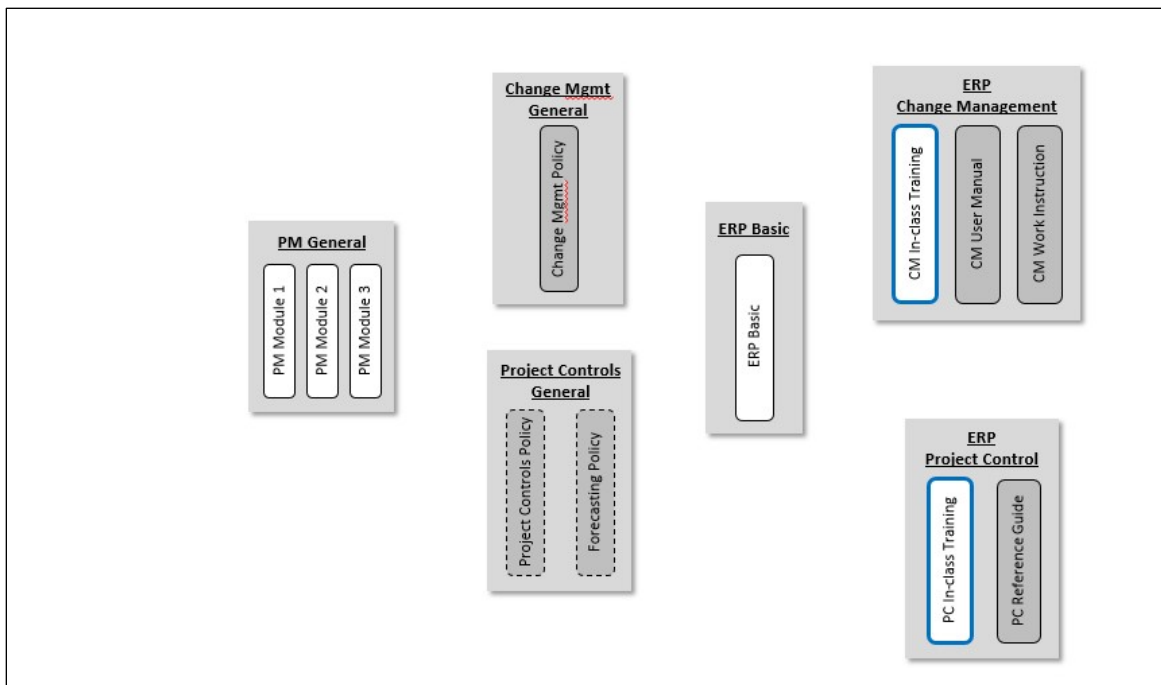 PM General
PM Module 1
PM Module 2
PM Module 3
Change Mgmt
General
Change Mgmt Policy
Project Controls
General
Project Controls Policy
Forecasting Policy
ERP Basic
ERP Basic
ERP
Change Management
CM In-class Training
CM User Manual
CM Work Instruction
ERP
Project Control
PC In-class Training
PC Reference Guide